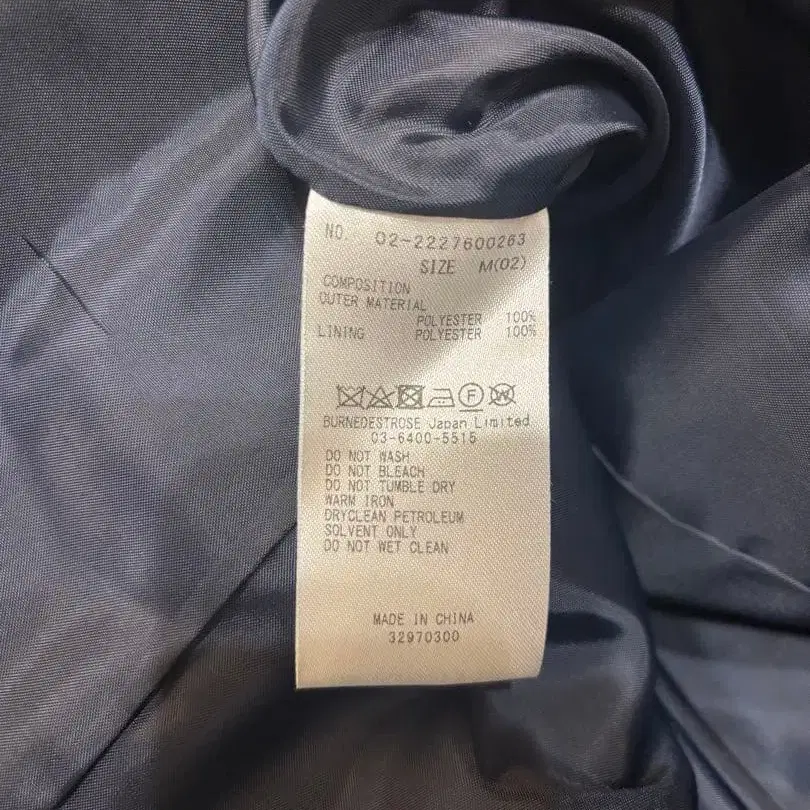 NO. 02-2227600263
SIZE M(02)
COMPOSITION
OUTER MATERIAL
POLYESTER 100%
LINING POLYESTER 100%
F W
BURNEDESTROSE Japan Limited
03-6400-5515
DO NOT WASH
DO NOT BLEACH
DO NOT TUMBLE DRY
WARM IRON
DRYCLEAN PETROLEUM
SOLVENT ONLY
DO NOT WET CLEAN
MADE IN CHINA
32970300